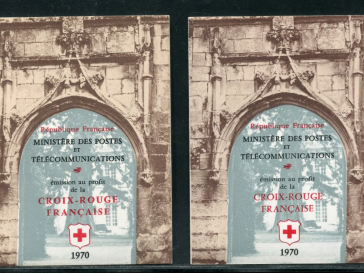 République Française
MINISTÈRE DES POSTES
ET
TÉLÉCOMMUNICATIONS
émission au profit
de la
CROIX-ROUGE
FRANÇAISE
1970
République Française
MINISTÈRE DES POSTES
ET
TÉLÉCOMMUNICATIONS
émission au profit
de la
CROIX-ROUGE
FRANÇAISE
1970